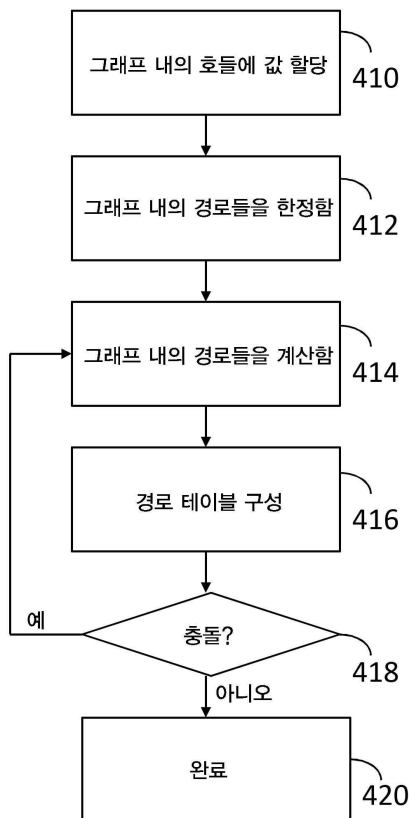 그래프 내의 호들에 값 할당
410
그래프 내의 경로들을 한정함
412
그래프 내의 경로들을 계산함
414
경로 테이블 구성
416
예
충돌?
418
아니오
완료
420